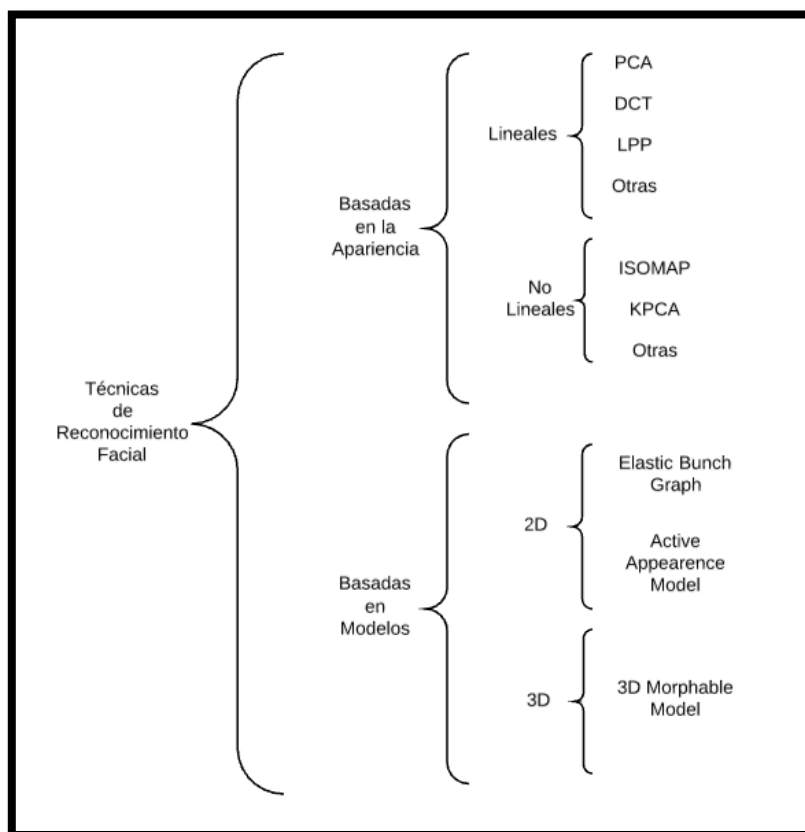 Técnicas
de
Reconocimiento
Facial
Basadas
en la
Apariencia
Lineales
PCA
DCT
LPP
Otras
No
Lineales
ISOMAP
KPCA
Otras
Basadas
en
Modelos
2D
Elastic Bunch
Graph
Active
Appearence
Model
3D
3D Morphable
Model